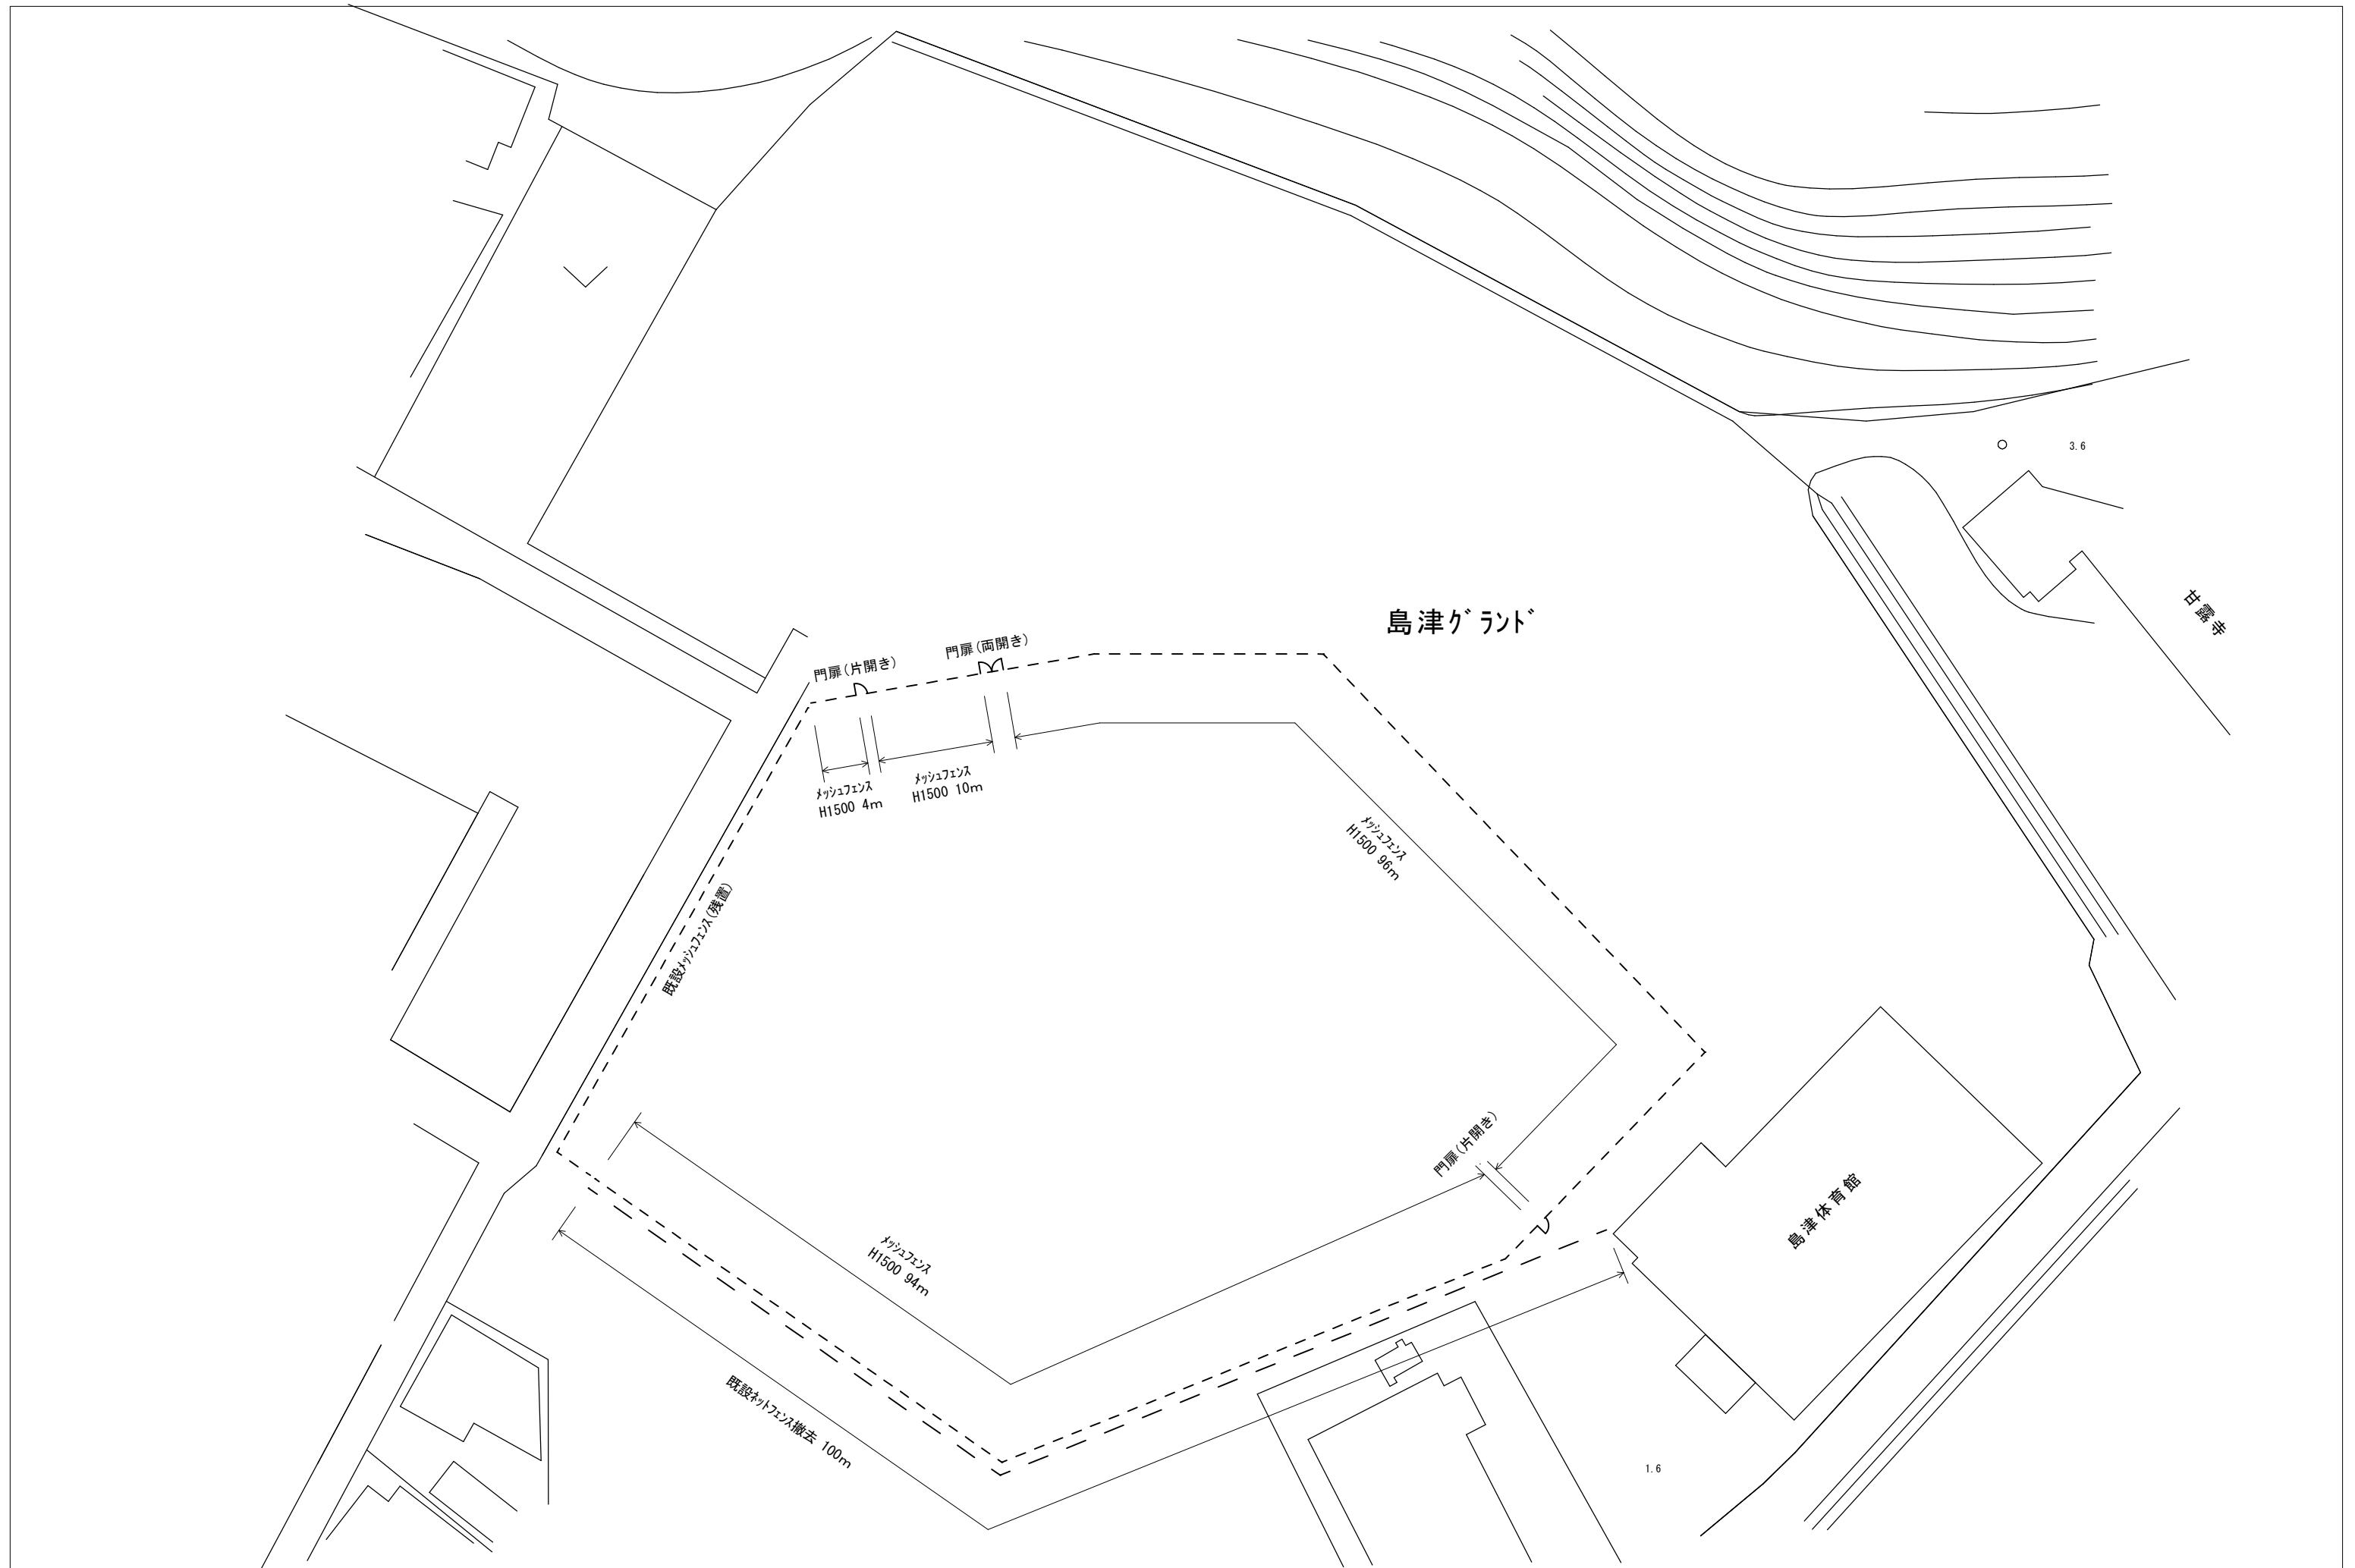 3.6
甘露寺
島津ｸﾞﾗﾝﾄﾞ
門扉(両開き)
門扉(片開き)
ﾒｯｼｭﾌｪﾝｽ
H1500 4m
ﾒｯｼｭﾌｪﾝｽ
H1500 10m
ﾒｯｼｭﾌｪﾝｽ
H1500 96m
既設ﾒｯｼｭﾌｪﾝｽ(残置)
門扉(片開き)
島津体育館
ﾒｯｼｭﾌｪﾝｽ
H1500 94m
既設ﾈｯﾄﾌｪﾝｽ撤去 100m
1.6